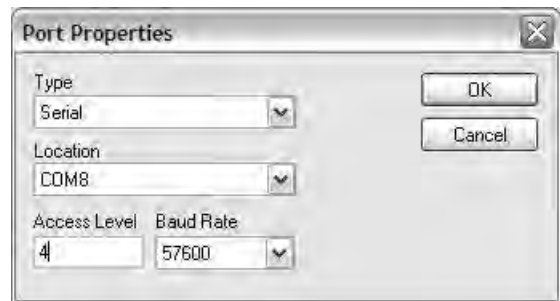 Port Properties
Type
Serial
OK
Location
Cancel
COM8
Access Level Baud Rate
4 57600